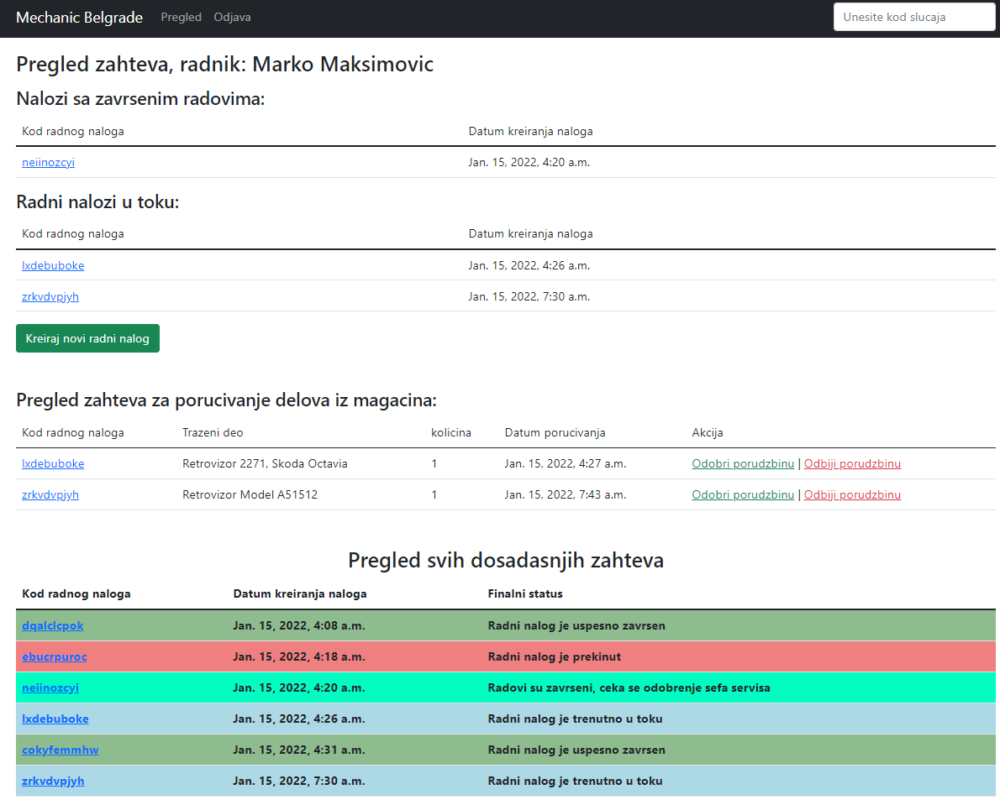 Mechanic Belgrade Pregled Odjava Unesite kod slucaja
Pregled zahteva, radnik: Marko Maksimovic
Nalozi sa zavrsenim radovima:
Kod radnog naloga Datum kreiranja naloga
neiinozcyi Jan. 15, 2022, 4:20 a.m.
Radni nalozi u toku:
Kod radnog naloga Datum kreiranja naloga
lxdebuboke Jan. 15, 2022, 4:26 a.m.
zrkvdvpjyh Jan. 15, 2022, 7:30 a.m.
Kreiraj novi radni nalog
Pregled zahteva za porucivanje delova iz magacina:
Kod radnog naloga Trazeni deo kolicina Datum porucivanja Akcija
lxdebuboke Retrovizor 2271, Skoda Octavia 1 Jan. 15, 2022, 4:27 a.m. Odobri porudzbinu | Odbiji porudzbinu
zrkvdvpjyh Retrovizor Model A51512 1 Jan. 15, 2022, 7:43 a.m. Odobri porudzbinu | Odbiji porudzbinu
Pregled svih dosadasnjih zahteva
Kod radnog naloga Datum kreiranja naloga Finalni status
dqalclcpok Jan. 15, 2022, 4:08 a.m. Radni nalog je uspesno zavrsen
ebucrpuroc Jan. 15, 2022, 4:18 a.m. Radni nalog je prekinut
neiinozcyi Jan. 15, 2022, 4:20 a.m. Radovi su zavrseni, ceka se odobrenje sefa servisa
lxdebuboke Jan. 15, 2022, 4:26 a.m. Radni nalog je trenutno u toku
cokyfemmhw Jan. 15, 2022, 4:31 a.m. Radni nalog je uspesno zavrsen
zrkvdvpjyh Jan. 15, 2022, 7:30 a.m. Radni nalog je trenutno u toku